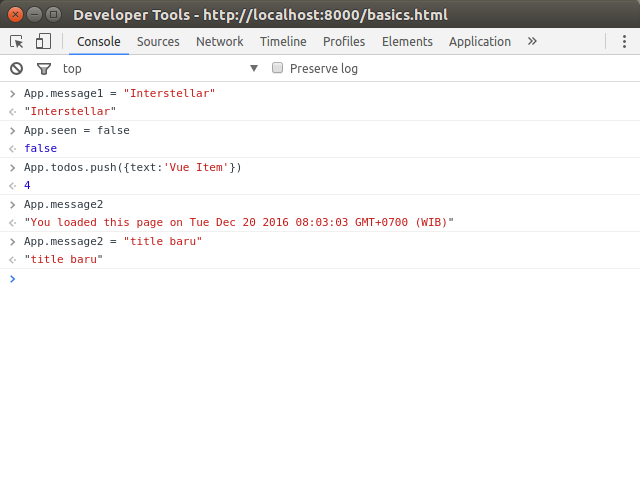 Developer Tools - http://localhost:8000/basics.html
Console Sources Network Timeline Profiles Elements Application »
top Preserve log
> App.message1 = "Interstellar"
"Interstellar"
> App.seen = false
false
> App.todos.push({text:'Vue Item'})
4
> App.message2
"You loaded this page on Tue Dec 20 2016 08:03:03 GMT+0700 (WIB)"
> App.message2 = "title baru"
"title baru"
>